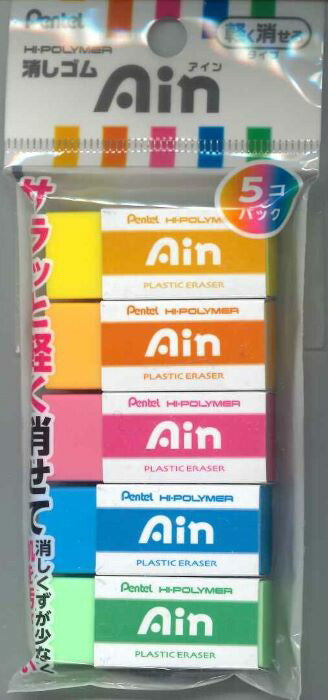 Pentel
HI-POLYMER
消しゴム
Ain
アイン
軽く消せる
タイプ
5コ
パック
サラッと軽く消せて
消しくずが少なく
Pentel HI-POLYMER
Ain
PLASTIC ERASER
Pentel HI-POLYMER
Ain
PLASTIC ERASER
Pentel HI-POLYMER
Ain
PLASTIC ERASER
Pentel HI-POLYMER
Ain
PLASTIC ERASER
Pentel HI-POLYMER
Ain
PLASTIC ERASER